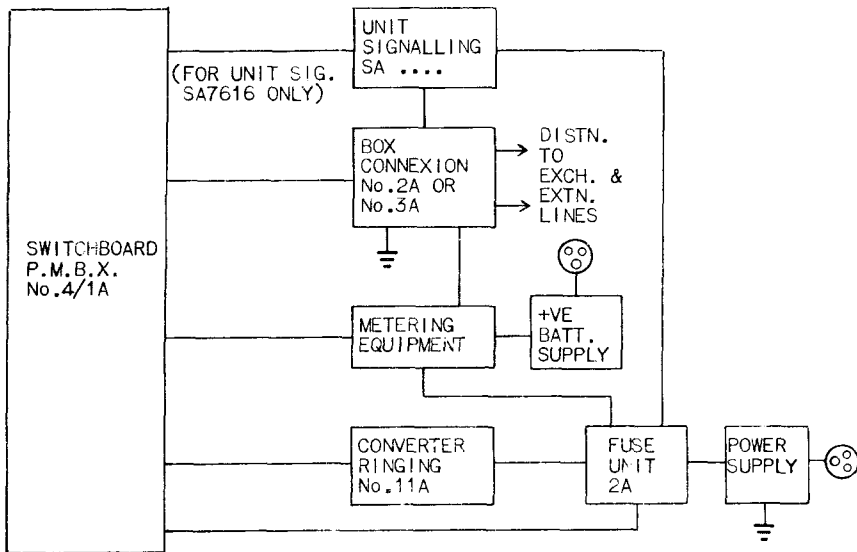 SWITCHBOARD
P.M.B.X.
No.4/1A
(FOR UNIT SIG.
SA7616 ONLY)
UNIT
SIGNALLING
SA ....
BOX
CONNEXION
No.2A OR
No.3A
DISTN.
TO
EXCH. &
EXTN.
LINES
METERING
EQUIPMENT
+VE
BATT.
SUPPLY
CONVERTER
RINGING
No.11A
FUSE
UNIT
2A
POWER
SUPPLY